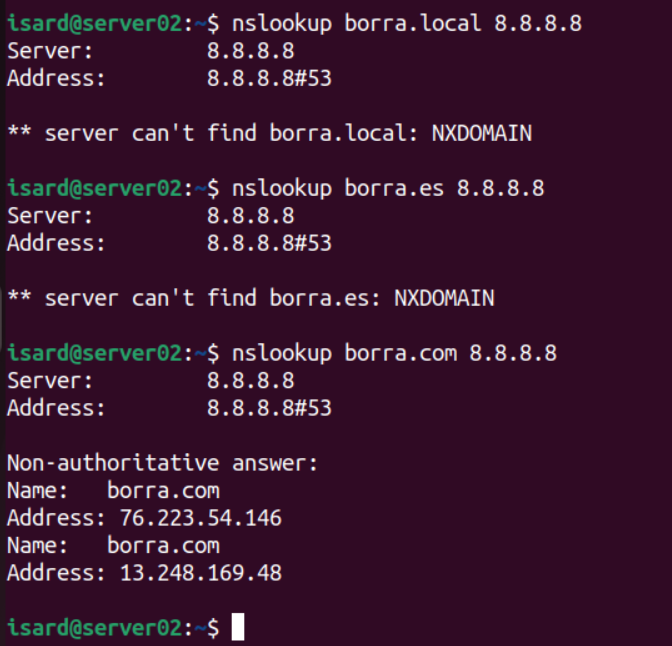 isard@server02:~$ nslookup borra.local 8.8.8.8
Server:         8.8.8.8
Address:        8.8.8.8#53
** server can't find borra.local: NXDOMAIN
isard@server02:~$ nslookup borra.es 8.8.8.8
Server:         8.8.8.8
Address:        8.8.8.8#53
** server can't find borra.es: NXDOMAIN
isard@server02:~$ nslookup borra.com 8.8.8.8
Server:         8.8.8.8
Address:        8.8.8.8#53
Non-authoritative answer:
Name:   borra.com
Address: 76.223.54.146
Name:   borra.com
Address: 13.248.169.48
isard@server02:~$